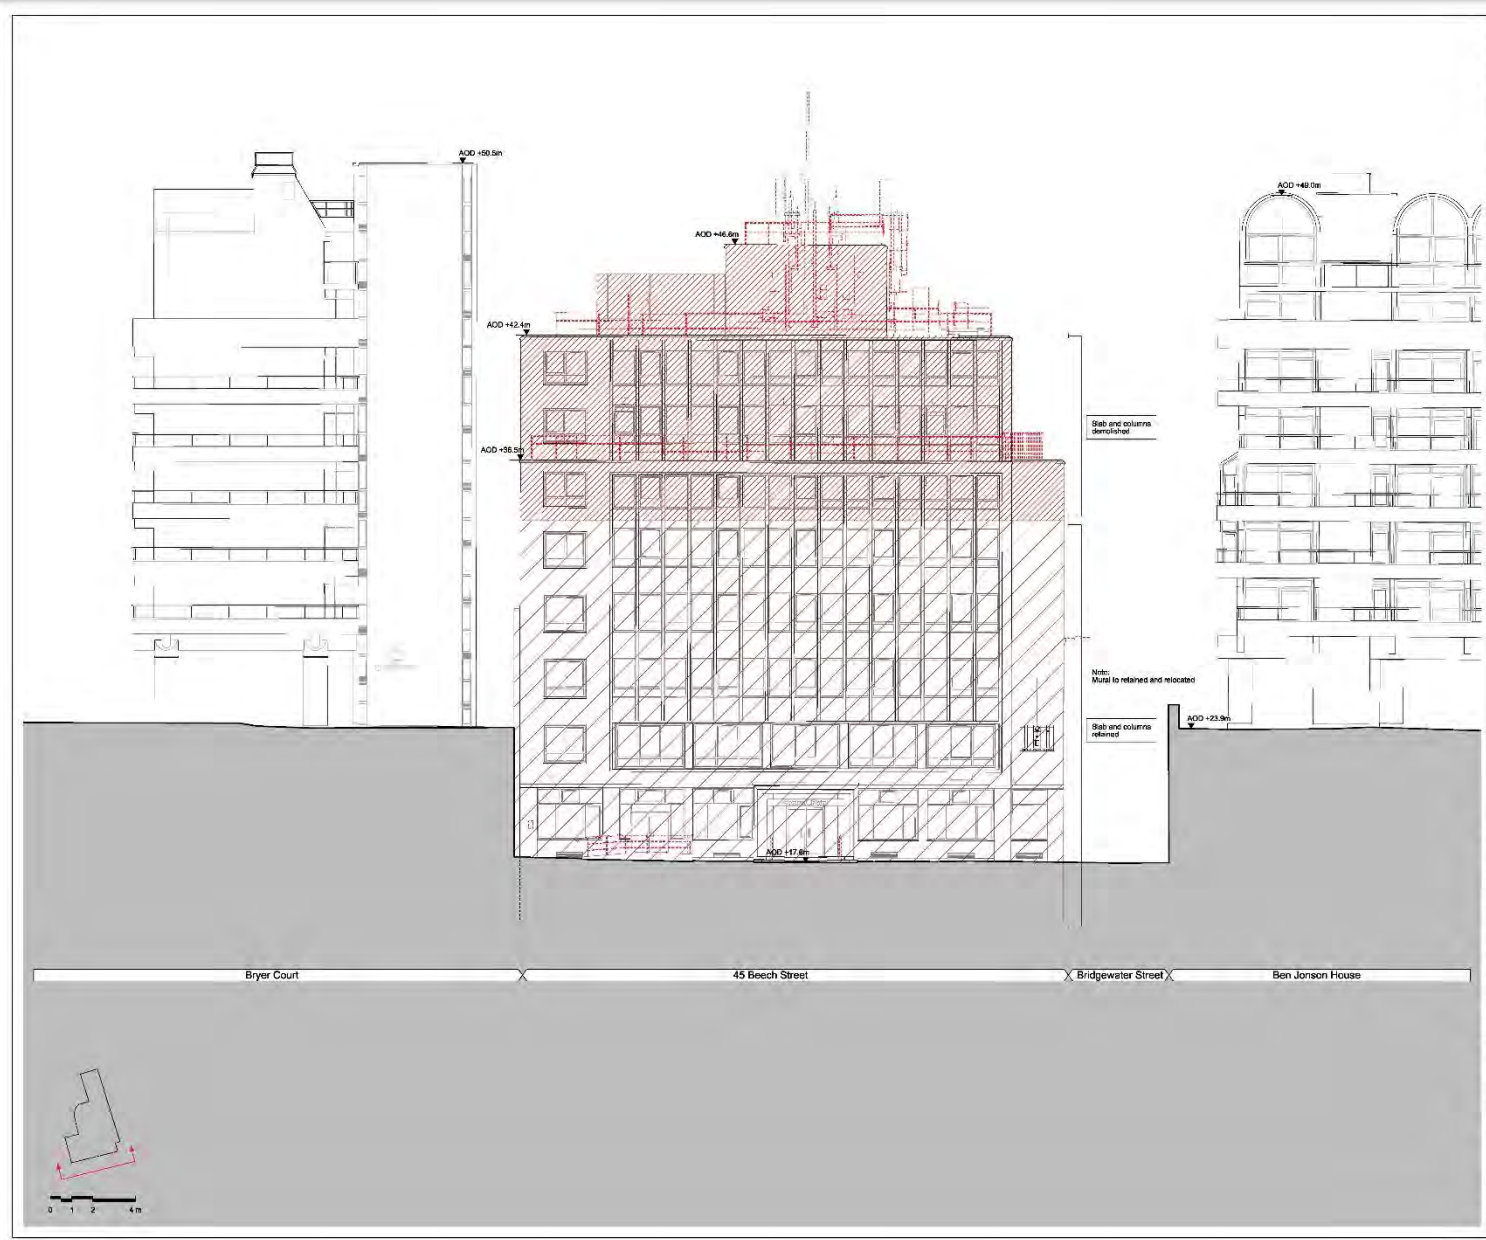 AOD +50.5m
AOD +49.0m
AOD +46.6m
AOD +42.4m
Slab and columns
demolished
AOD +36.5m
Note:
Mural to retained and relocated
AOD +23.9m
Slab and columns
retained
AOD +17.6m
Bryer Court
45 Beech Street
Bridgewater Street
Ben Jonson House
0 1 2 4m